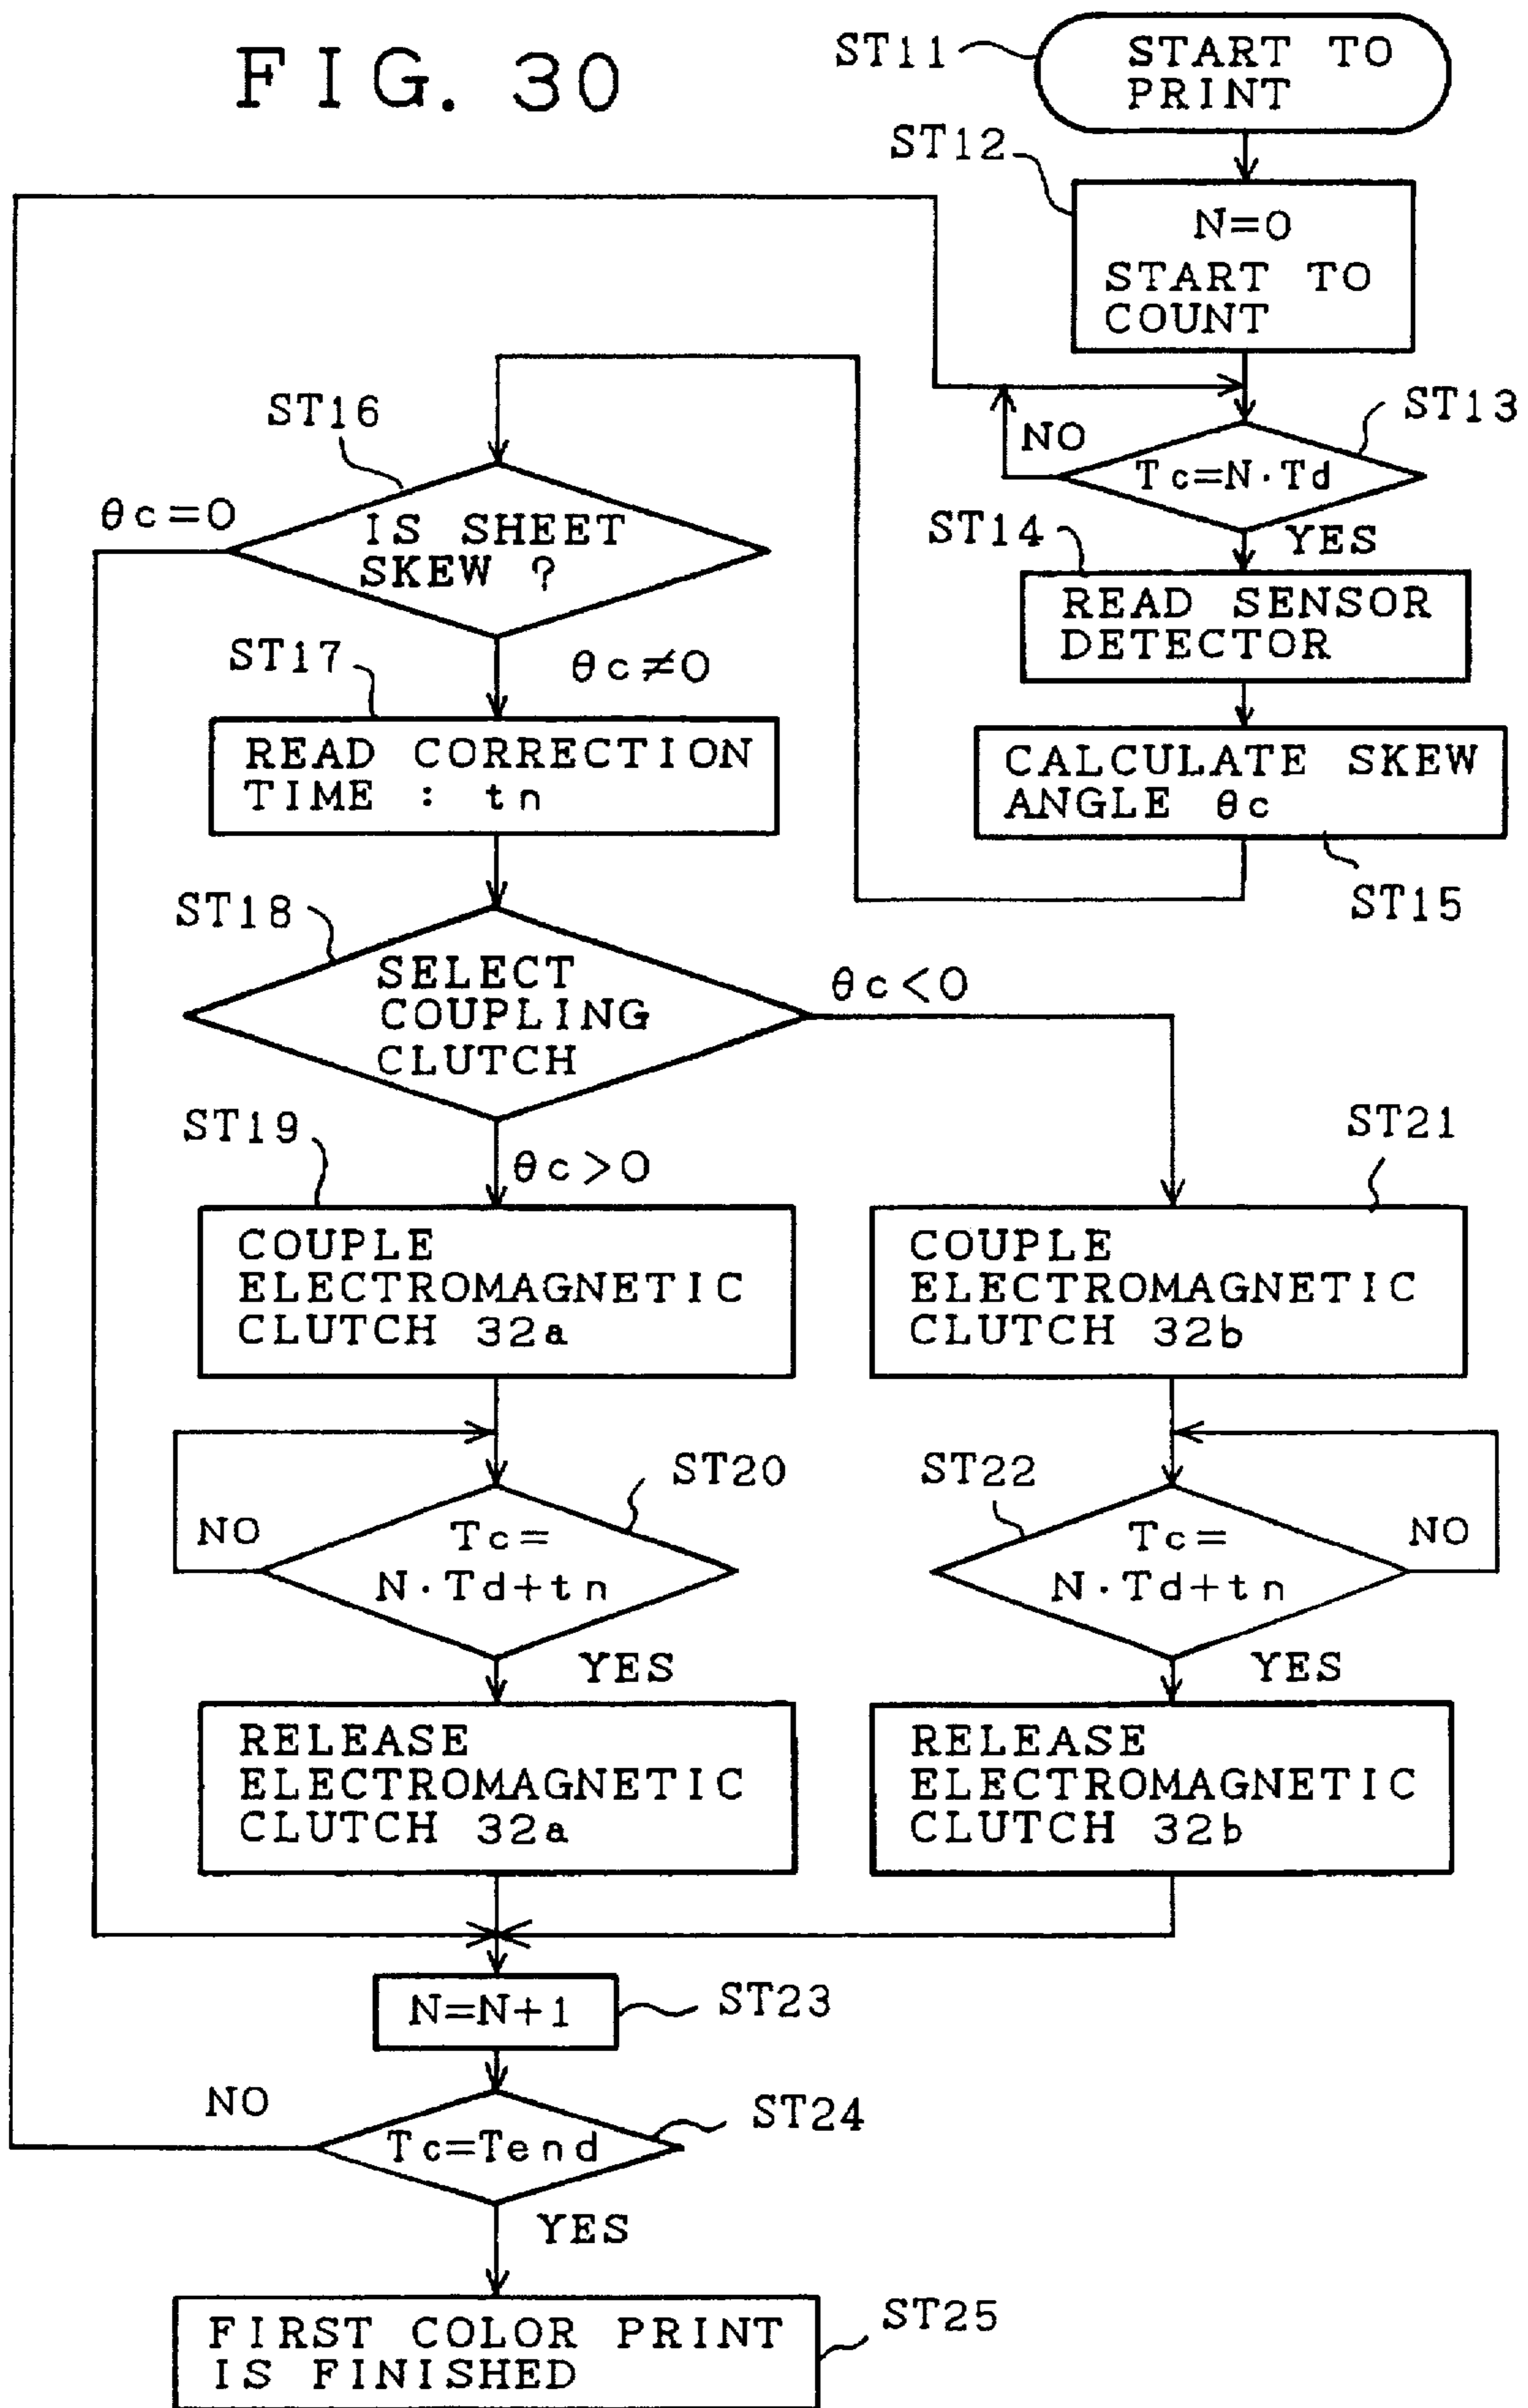 FIG. 30
ST11
START TO
PRINT
ST12
N=0
START TO
COUNT
ST13
NO
Tc=N·Td
YES
ST14
READ SENSOR
DETECTOR
CALCULATE SKEW
ANGLE θc
ST15
ST16
θc=0
IS SHEET
SKEW ?
θc≠0
ST17
READ CORRECTION
TIME : tn
ST18
SELECT
COUPLING
CLUTCH
θc<0
θc>0
ST19
COUPLE
ELECTROMAGNETIC
CLUTCH 32a
ST21
COUPLE
ELECTROMAGNETIC
CLUTCH 32b
ST20
NO
Tc=
N·Td+tn
YES
ST22
Tc=
N·Td+tn
NO
YES
RELEASE
ELECTROMAGNETIC
CLUTCH 32a
RELEASE
ELECTROMAGNETIC
CLUTCH 32b
N=N+1
ST23
NO
Tc=Tend
ST24
YES
FIRST COLOR PRINT
IS FINISHED
ST25